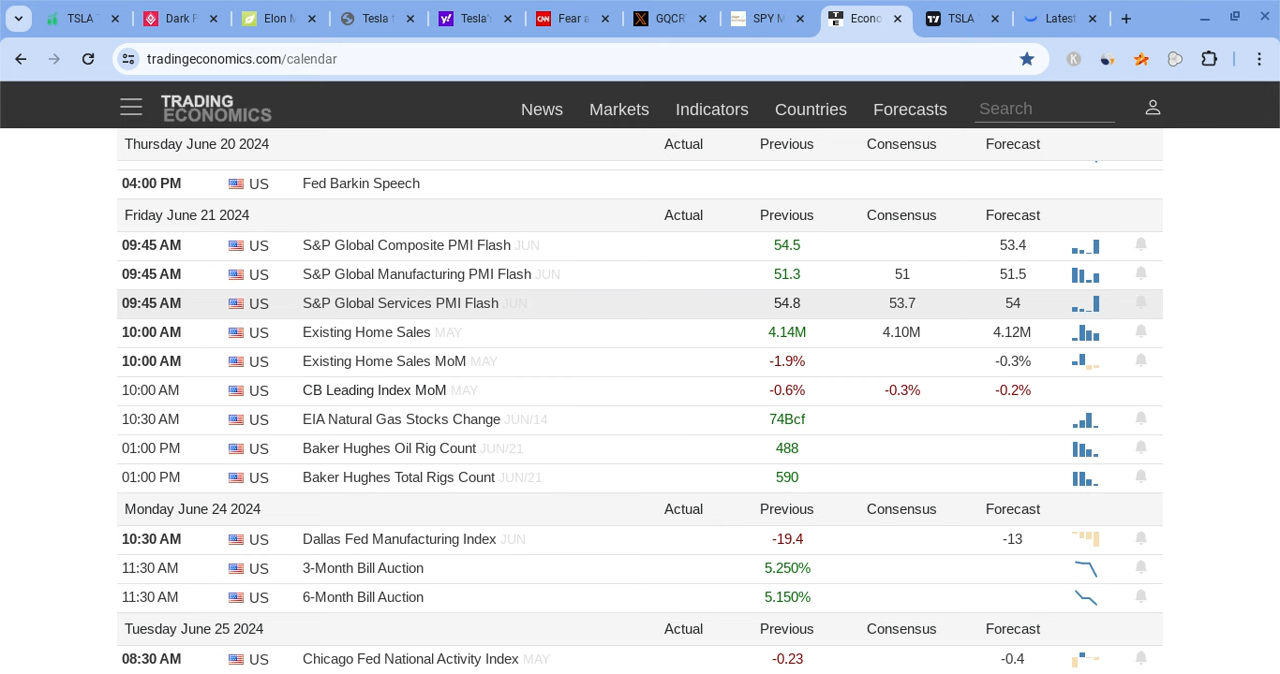 TSLA T
Dark P
Elon M
Tesla t
Tesla's
CNN Fear a
GQCR
SPY M
Econo
TSLA
Latest
tradingeconomics.com/calendar
TRADING
ECONOMICS
News Markets Indicators Countries Forecasts Search
Thursday June 20 2024 Actual Previous Consensus Forecast
04:00 PM US Fed Barkin Speech
Friday June 21 2024 Actual Previous Consensus Forecast
09:45 AM US S&P Global Composite PMI Flash JUN 54.5 53.4
09:45 AM US S&P Global Manufacturing PMI Flash JUN 51.3 51 51.5
09:45 AM US S&P Global Services PMI Flash JUN 54.8 53.7 54
10:00 AM US Existing Home Sales MAY 4.14M 4.10M 4.12M
10:00 AM US Existing Home Sales MoM MAY -1.9% -0.3%
10:00 AM US CB Leading Index MoM MAY -0.6% -0.3% -0.2%
10:30 AM US EIA Natural Gas Stocks Change JUN/14 74Bcf
01:00 PM US Baker Hughes Oil Rig Count JUN/21 488
01:00 PM US Baker Hughes Total Rigs Count JUN/21 590
Monday June 24 2024 Actual Previous Consensus Forecast
10:30 AM US Dallas Fed Manufacturing Index JUN -19.4 -13
11:30 AM US 3-Month Bill Auction 5.250%
11:30 AM US 6-Month Bill Auction 5.150%
Tuesday June 25 2024 Actual Previous Consensus Forecast
08:30 AM US Chicago Fed National Activity Index MAY -0.23 -0.4